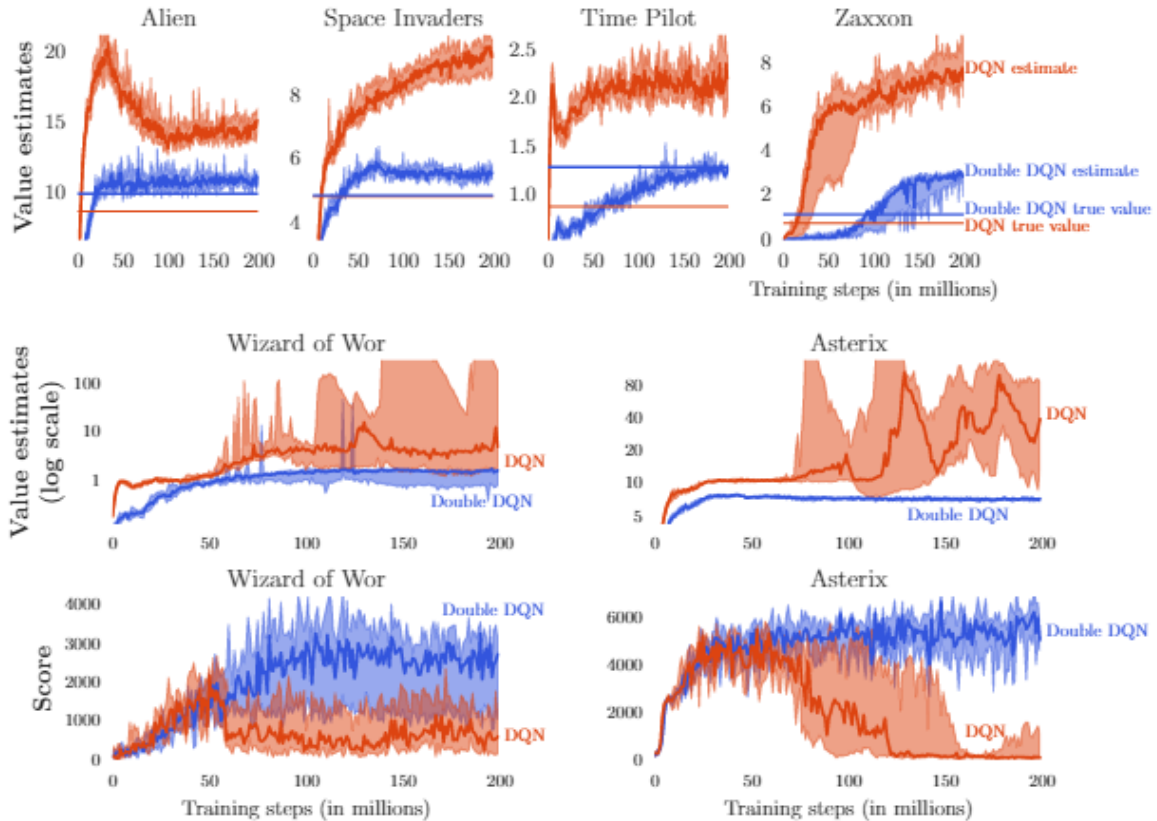 Alien Space Invaders Time Pilot Zaxxon
Value estimates
20
15
10
0 50 100 150 200
8
6
4
0 50 100 150 200
2.5
2.0
1.5
1.0
0 50 100 150 200
8
6
4
2
0
0 50 100 150 200
DQN estimate
Double DQN estimate
Double DQN true value
DQN true value
Training steps (in millions)
Wizard of Wor
Value estimates
(log scale)
100
10
1
DQN
Double DQN
0 50 100 150 200
Asterix
80
40
20
10
5
DQN
Double DQN
0 50 100 150 200
Wizard of Wor
Score
4000
3000
2000
1000
0
Double DQN
DQN
0 50 100 150 200
Training steps (in millions)
Asterix
6000
4000
2000
0
Double DQN
DQN
0 50 100 150 200
Training steps (in millions)